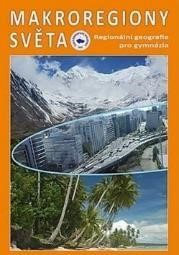 MAKROREGIONY
SVĚTA
Regionální geografie
pro gymnázia